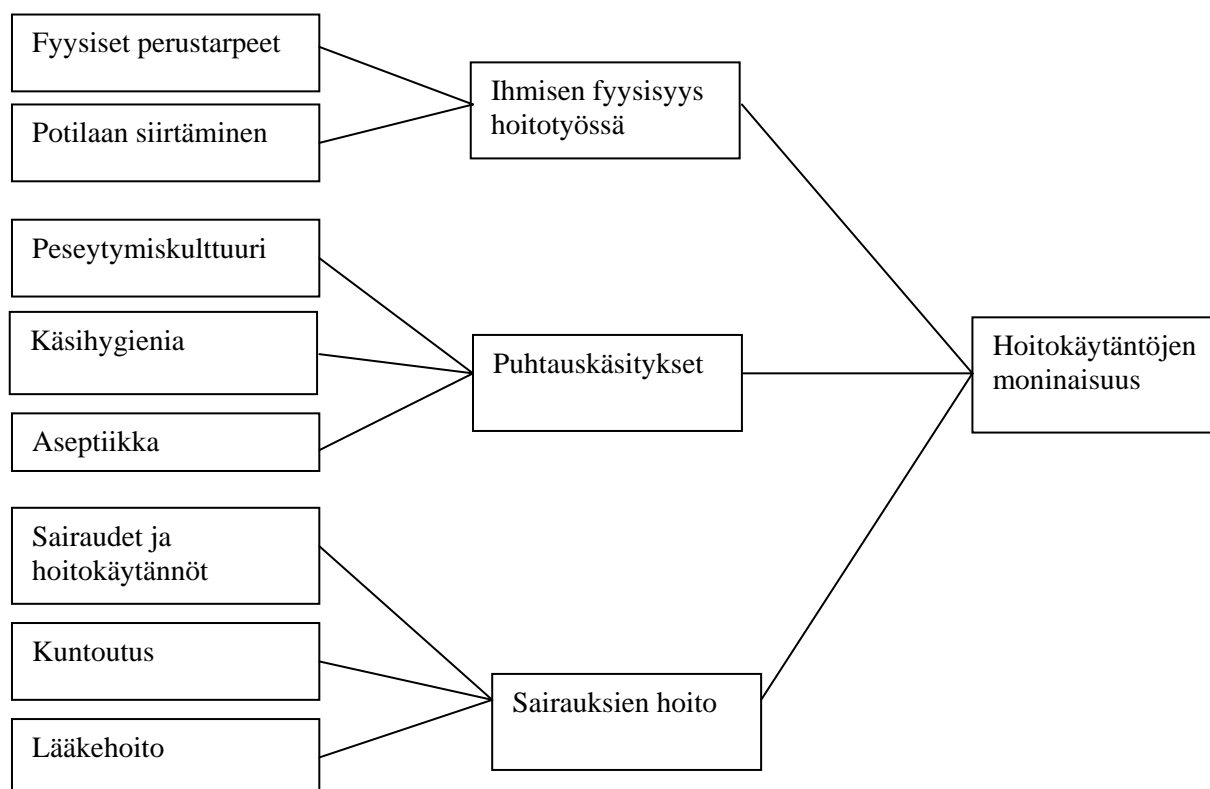 Fyysiset perustarpeet
Potilaan siirtäminen
Ihmisen fyysisyys
hoitotyössä
Peseytymiskulttuuri
Käsihygienia
Aseptiikka
Puhtauskäsitykset
Sairaudet ja
hoitokäytännöt
Kuntoutus
Lääkehoito
Sairauksien hoito
Hoitokäytäntöjen
moninaisuus